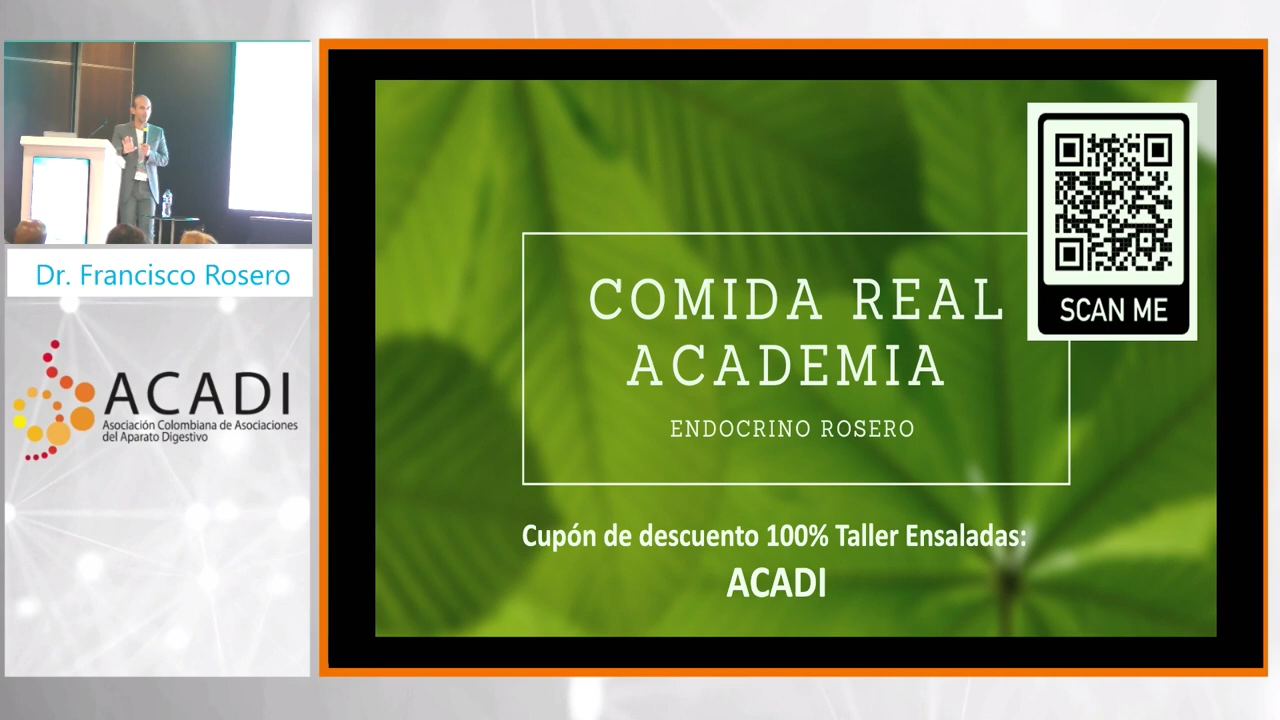 Dr. Francisco Rosero
ACADI
Asociación Colombiana de Asociaciones
del Aparato Digestivo
SCAN ME
COMIDA REAL
ACADEMIA
ENDOCRINO ROSERO
Cupón de descuento 100% Taller Ensaladas:
ACADI